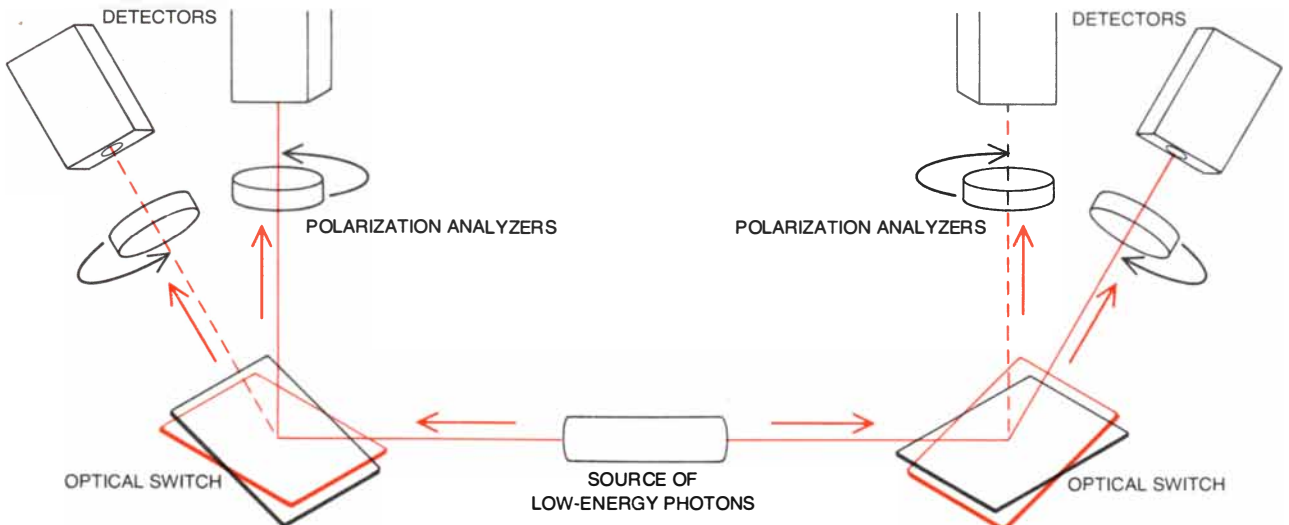 DETECTORS
DETECTORS
POLARIZATION ANALYZERS
POLARIZATION ANALYZERS
OPTICAL SWITCH
SOURCE OF
LOW-ENERGY PHOTONS
OPTICAL SWITCH